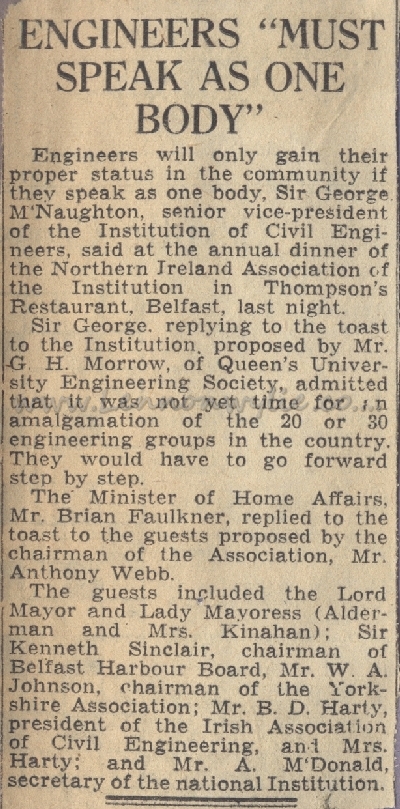 ENGINEERS “MUST
SPEAK AS ONE
BODY”
Engineers will only gain their
proper status in the community if
they speak as one body, Sir George
M‘Naughton, senior vice-president
of the Institution of Civil Engi-
neers, said at the annual dinner of
the Northern Ireland Association of
the Institution in Thompson's
Restaurant, Belfast, last night.
Sir George. replying to the toast
to the Institution, proposed by Mr.
G. H. Morrow, of Queen's Univer-
sity Engineering Society, admitted
that it was not yet time for an
amalgamation of the 20 or 30
engineering groups in the country.
They would have to go forward
step by step.
The Minister of Home Affairs,
Mr. Brian Faulkner, replied to the
toast to the guests proposed by the
chairman of the Association, Mr.
Anthony Webb.
The guests included the Lord
Mayor and Lady Mayoress (Alder-
man and Mrs. Kinahan); Sir
Kenneth Sinclair, chairman of
Belfast Harbour Board, Mr. W. A.
Johnson, chairman of the York-
shire Association; Mr. B. D. Harty,
president of the Irish Association
of Civil Engineering, and Mrs.
Harty; and Mr. A. M‘Donald,
secretary of the national Institution.